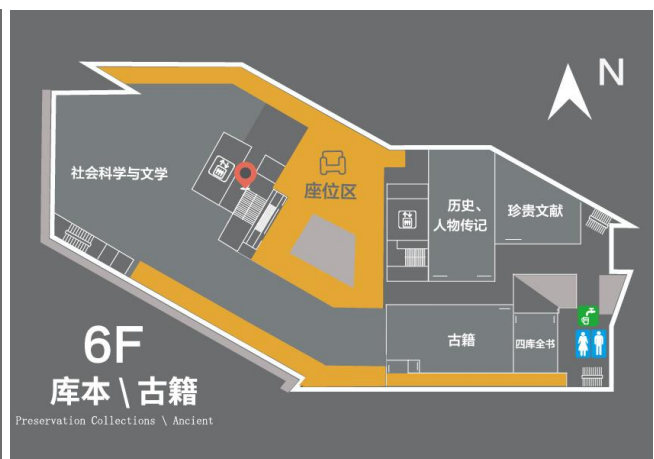 N
社会科学与文学
座位区
历史、
人物传记
珍贵文献
古籍
四库全书
6F
库本 \ 古籍
Preservation Collections \ Ancient